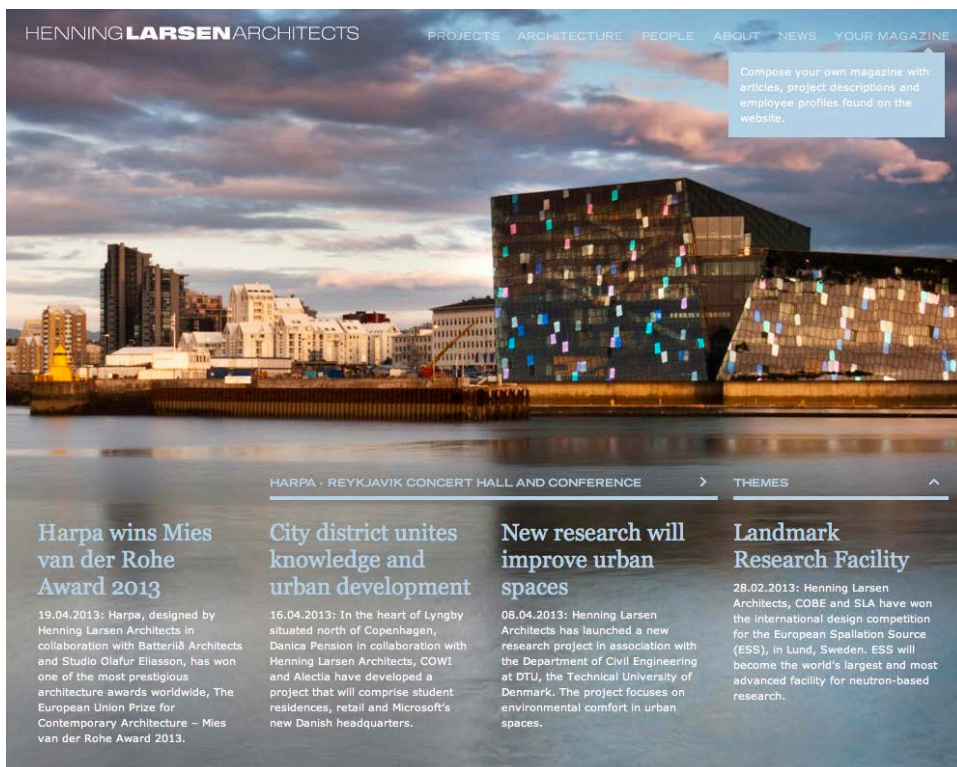 HENNING LARSEN ARCHITECTS
PROJECTS ARCHITECTURE PEOPLE ABOUT NEWS YOUR MAGAZINE
Compose your own magazine with
articles, project descriptions and
employee profiles found on the
website.
HARPA - REYKJAVIK CONCERT HALL AND CONFERENCE
THEMES
Harpa wins Mies
van der Rohe
Award 2013
19.04.2013: Harpa, designed by
Henning Larsen Architects in
collaboration with Batteríið Architects
and Studio Olafur Eliasson, has won
one of the most prestigious
architecture awards worldwide, The
European Union Prize for
Contemporary Architecture – Mies
van der Rohe Award 2013.
City district unites
knowledge and
urban development
16.04.2013: In the heart of Lyngby
situated north of Copenhagen,
Danica Pension in collaboration with
Henning Larsen Architects, COWI
and Alectia have developed a
project that will comprise student
residences, retail and Microsoft's
new Danish headquarters.
New research will
improve urban
spaces
08.04.2013: Henning Larsen
Architects has launched a new
research project in association with
the Department of Civil Engineering
at DTU, the Technical University of
Denmark. The project focuses on
environmental comfort in urban
spaces.
Landmark
Research Facility
28.02.2013: Henning Larsen
Architects, COBE and SLA have won
the international design competition
for the European Spallation Source
(ESS), in Lund, Sweden. ESS will
become the world's largest and most
advanced facility for neutron-based
research.